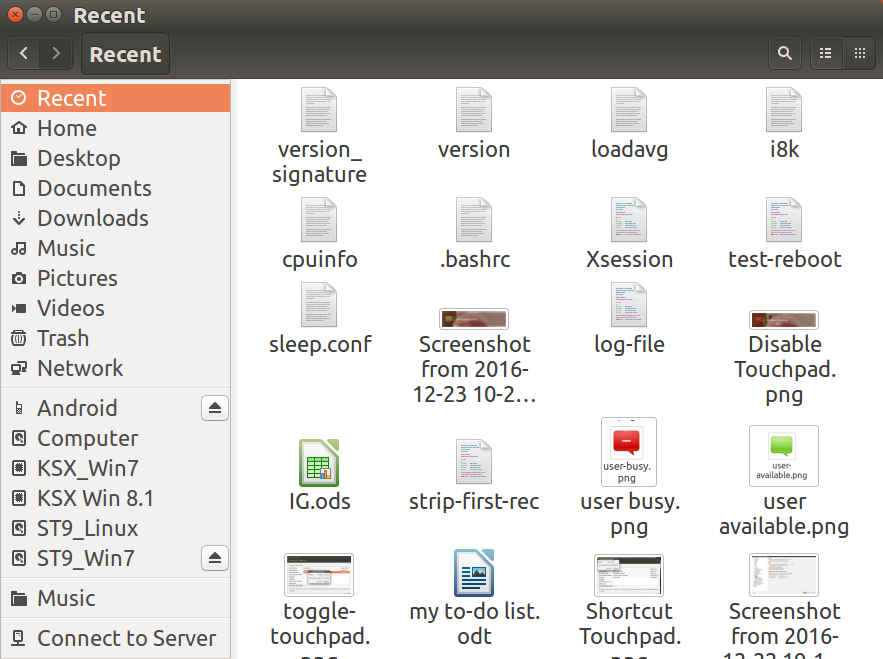 Recent
Recent
Recent
Home
Desktop
Documents
Downloads
Music
Pictures
Videos
Trash
Network
Android
Computer
KSX_Win7
KSX Win 8.1
ST9_Linux
ST9_Win7
Music
Connect to Server
version_
signature
version
loadavg
i8k
cpuinfo
.bashrc
Xsession
test-reboot
sleep.conf
Screenshot
from 2016-
12-23 10-2…
log-file
Disable
Touchpad.
png
IG.ods
strip-first-rec
user-busy.
png
user busy.
png
user-
available.png
user
available.png
toggle-
touchpad.
my to-do list.
odt
Shortcut
Touchpad.
Screenshot
from 2016-